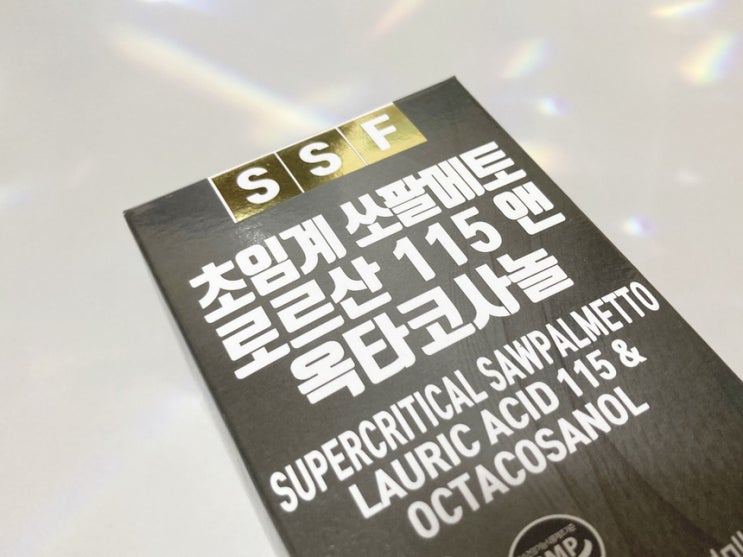 SSF
초임계 쏘팔메토
로르산 115 앤
옥타코사놀
SUPERCRITICAL SAWPALMETTO
LAURIC ACID 115 &
OCTACOSANOL